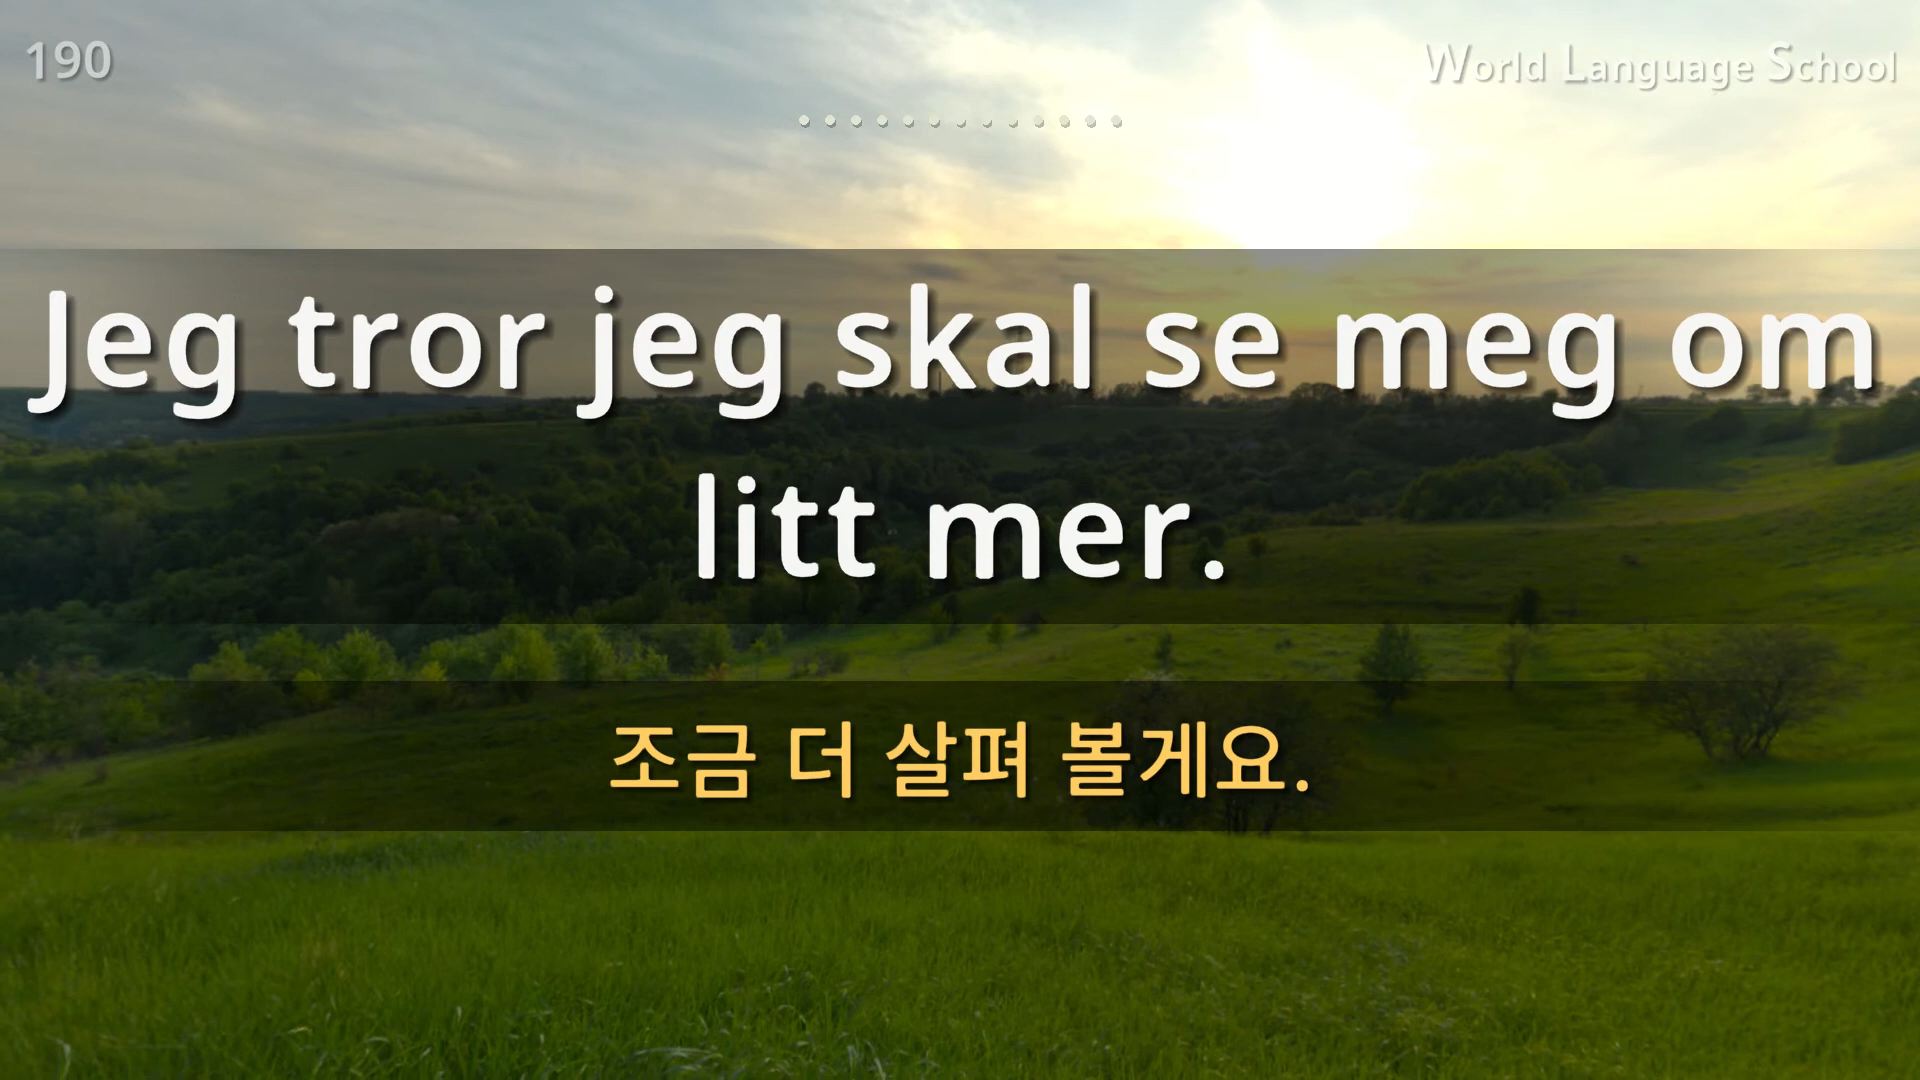 190
World Language School
Jeg tror jeg skal se meg om
litt mer.
조금 더 살펴 볼게요.